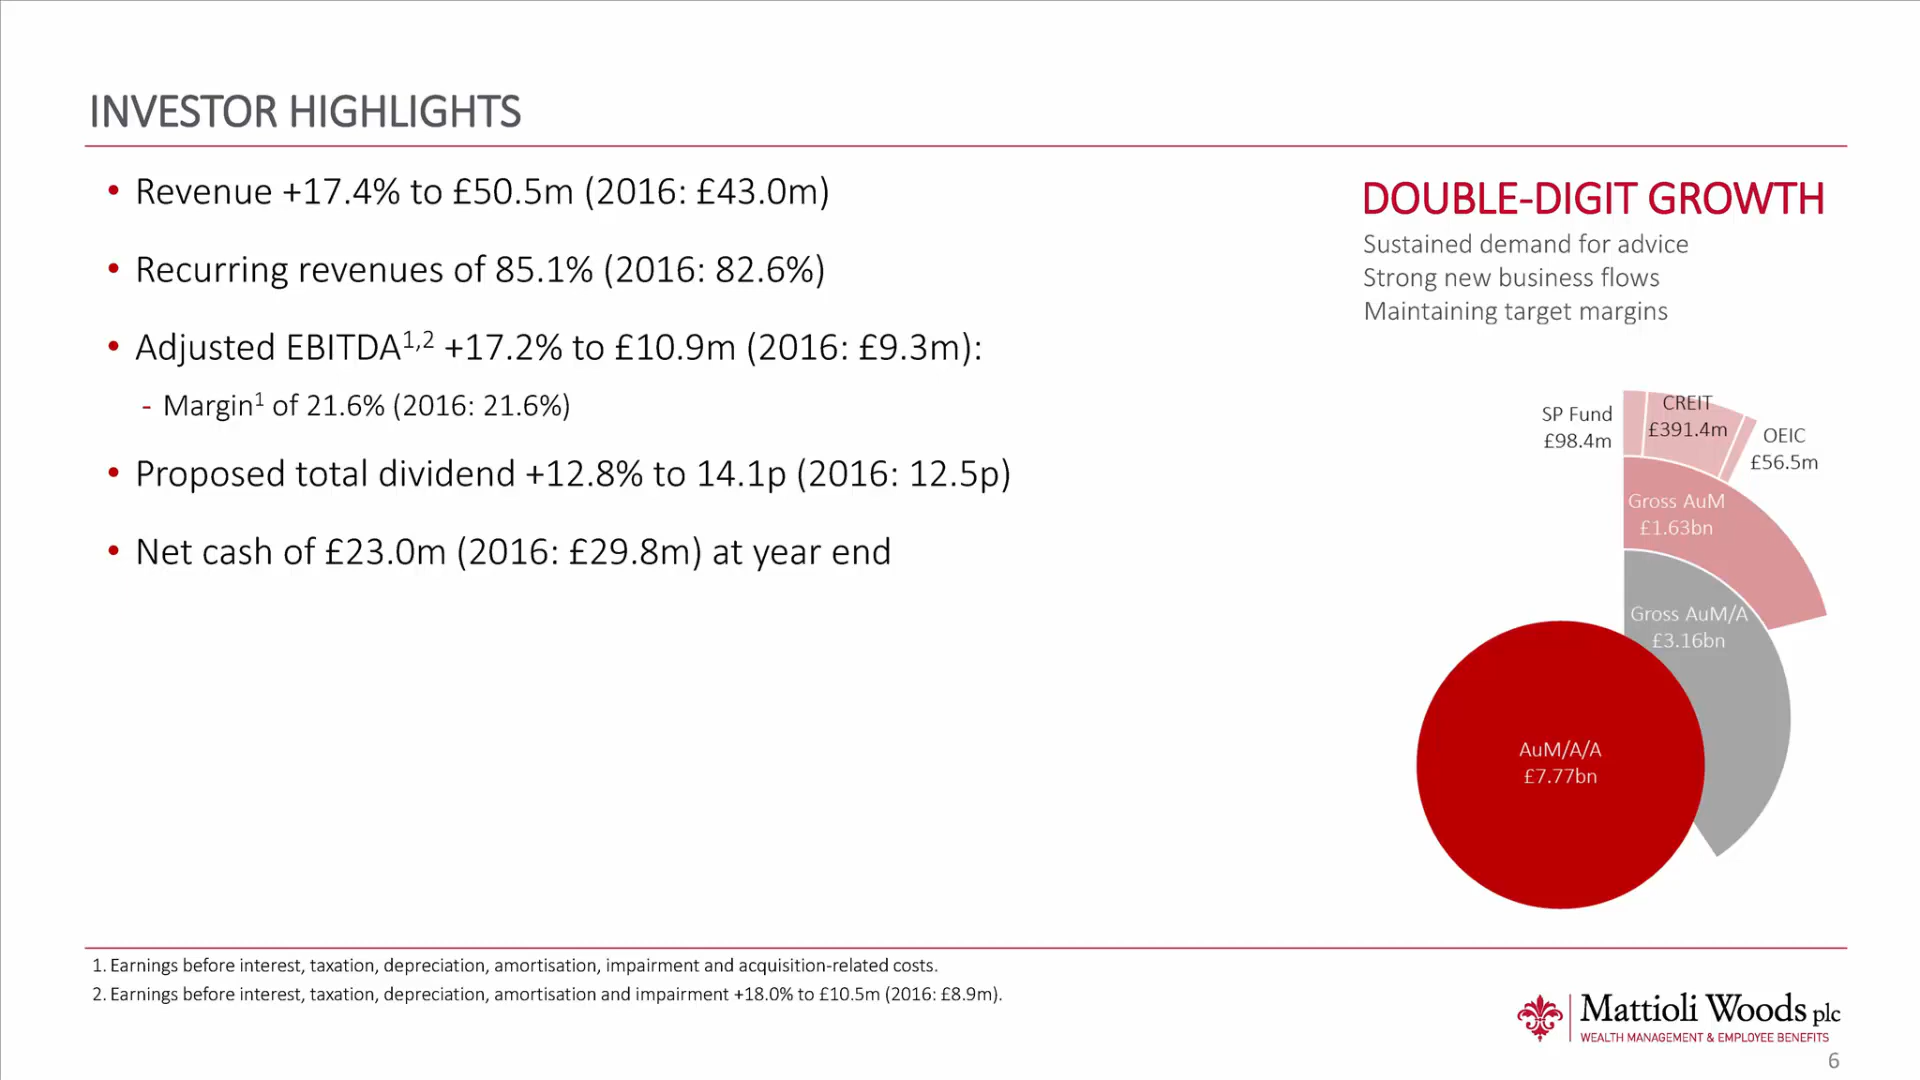 INVESTOR HIGHLIGHTS
• Revenue +17.4% to £50.5m (2016: £43.0m)
• Recurring revenues of 85.1% (2016: 82.6%)
• Adjusted EBITDA1,2 +17.2% to £10.9m (2016: £9.3m):
- Margin1 of 21.6% (2016: 21.6%)
• Proposed total dividend +12.8% to 14.1p (2016: 12.5p)
• Net cash of £23.0m (2016: £29.8m) at year end
DOUBLE-DIGIT GROWTH
Sustained demand for advice
Strong new business flows
Maintaining target margins
SP Fund
£98.4m
CREIT
£391.4m
OEIC
£56.5m
Gross AuM
£1.63bn
Gross AuM/A
£3.16bn
AuM/A/A
£7.77bn
1. Earnings before interest, taxation, depreciation, amortisation, impairment and acquisition-related costs.
2. Earnings before interest, taxation, depreciation, amortisation and impairment +18.0% to £10.5m (2016: £8.9m).
Mattioli Woods plc
WEALTH MANAGEMENT & EMPLOYEE BENEFITS
6